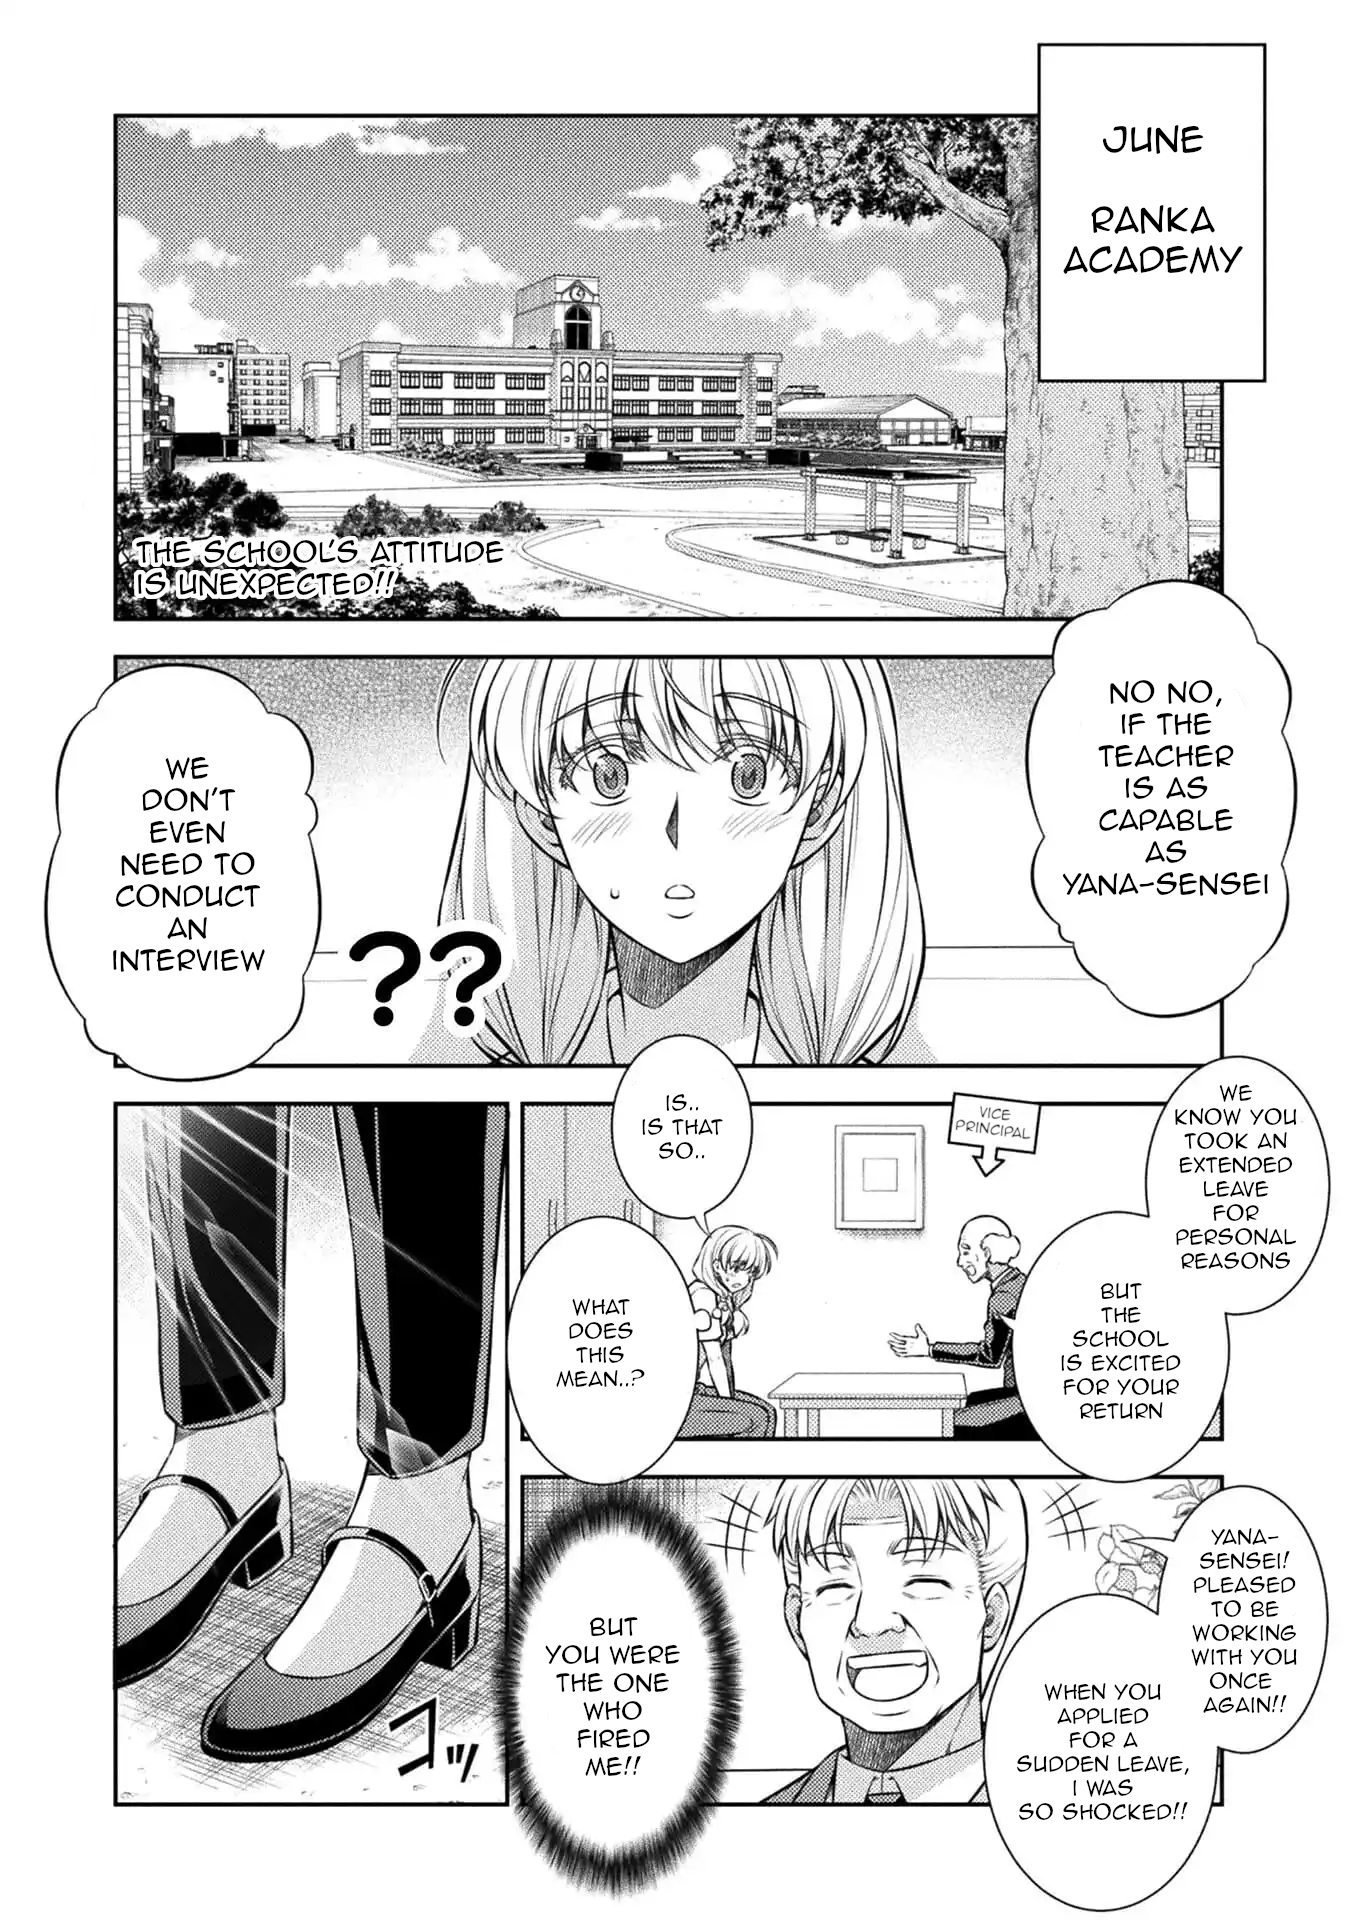 JUNE
RANKA
ACADEMY
THE SCHOOL'S ATTITUDE
IS UNEXPECTED!!
NO NO,
IF THE
TEACHER
IS AS
CAPABLE
AS
YANA-SENSEI
WE
DON'T
EVEN
NEED TO
CONDUCT
AN
INTERVIEW
??
WE
KNOW YOU
TOOK AN
EXTENDED
LEAVE
FOR
PERSONAL
REASONS
BUT
THE
SCHOOL
IS EXCITED
FOR YOUR
RETURN
VICE
PRINCIPAL
IS..
IS THAT
SO..
WHAT
DOES
THIS
MEAN..?
YANA-
SENSEI!
PLEASED
TO BE
WORKING
WITH YOU
ONCE
AGAIN!!
WHEN YOU
APPLIED
FOR A
SUDDEN LEAVE,
I WAS
SO SHOCKED!!
BUT
YOU WERE
THE ONE
WHO
FIRED
ME!!
コッ